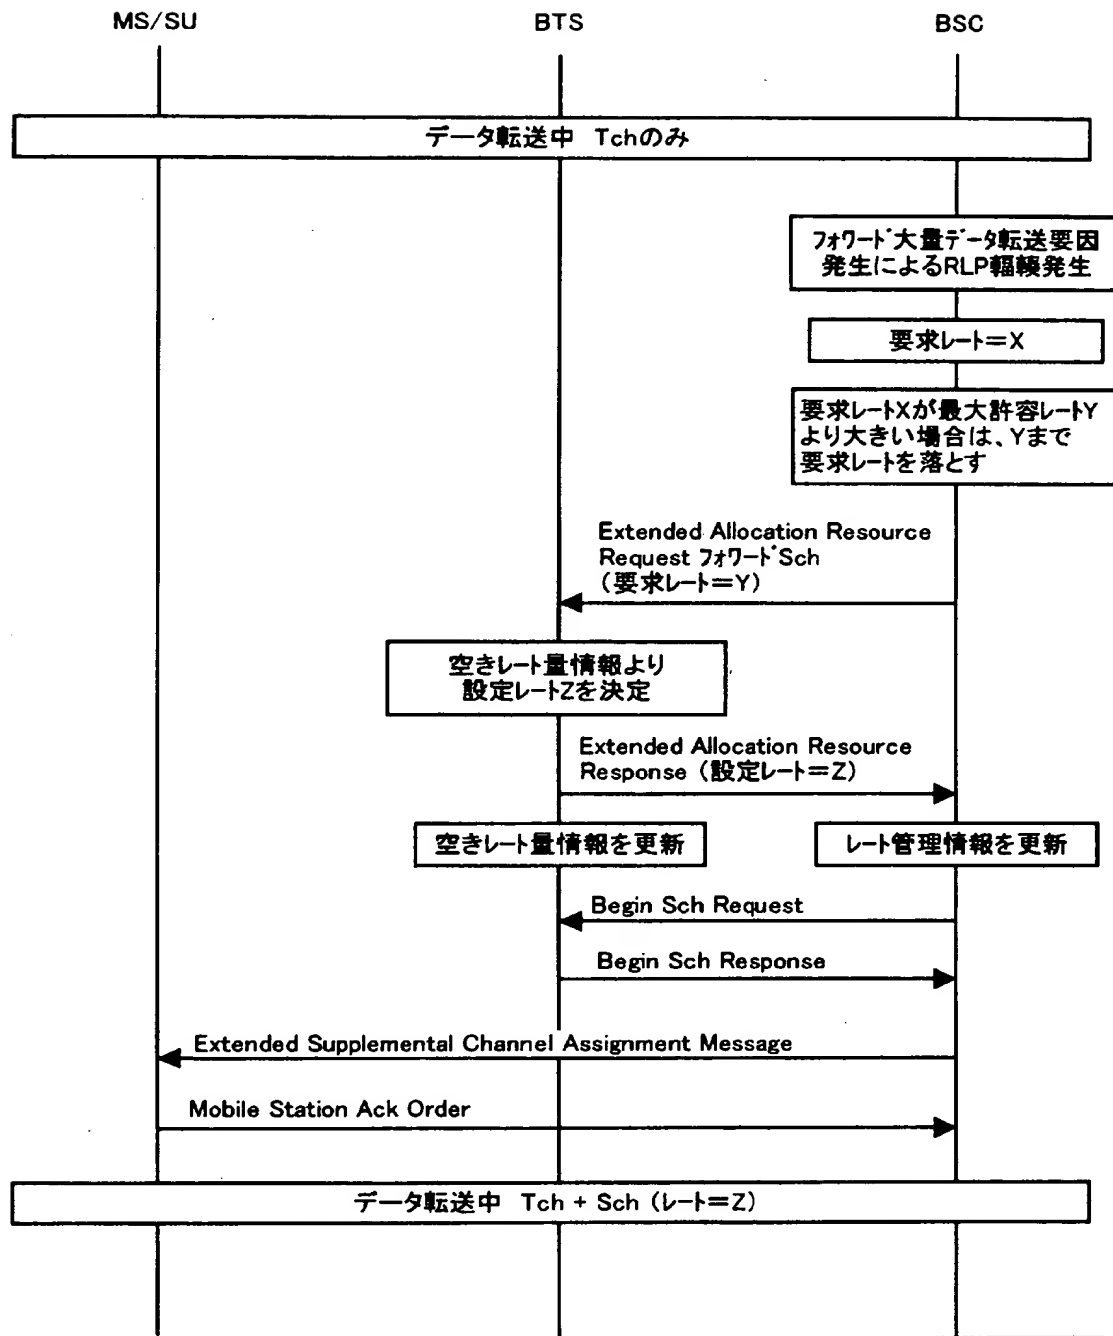 MS/SU
BTS
BSC
データ転送中 Tchのみ
フォワード大量データ転送要因
発生によるRLP輻輳発生
要求レート=X
要求レートXが最大許容レートY
より大きい場合は、Yまで
要求レートを落とす
Extended Allocation Resource
Request フォワードSch
(要求レート=Y)
空きレート量情報より
設定レートZを決定
Extended Allocation Resource
Response (設定レート=Z)
空きレート量情報を更新
レート管理情報を更新
Begin Sch Request
Begin Sch Response
Extended Supplemental Channel Assignment Message
Mobile Station Ack Order
データ転送中 Tch + Sch (レート=Z)